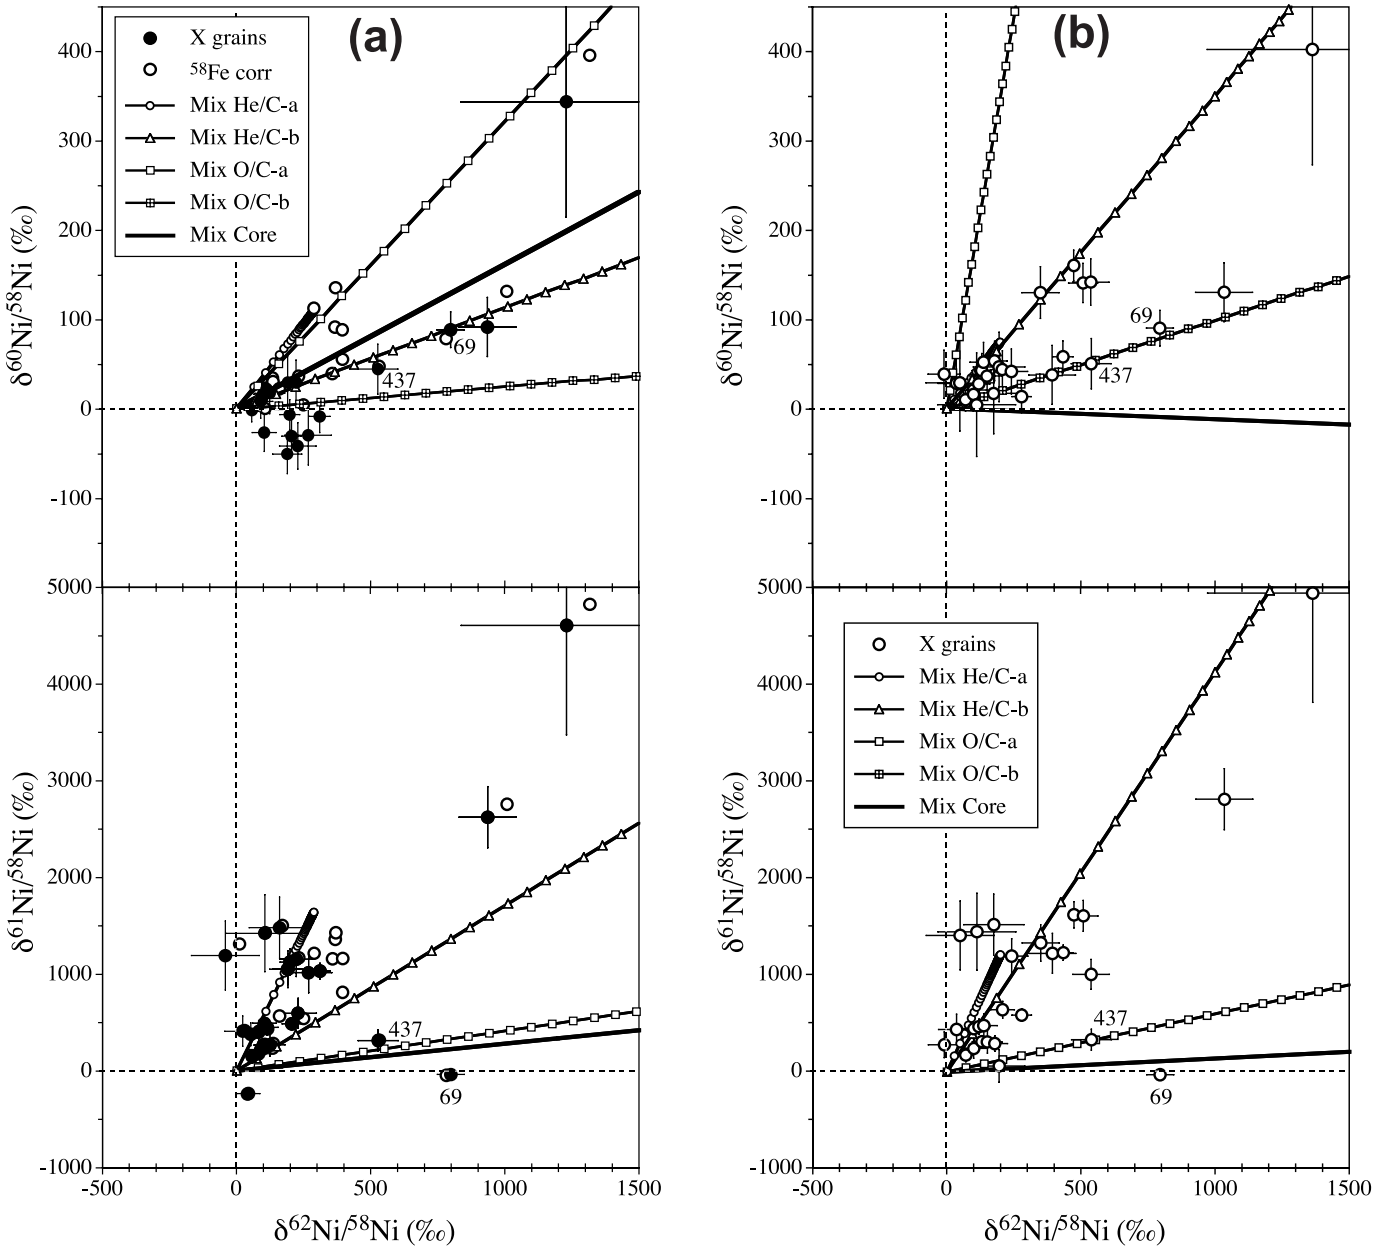 (a)
X grains
⁵⁸Fe corr
Mix He/C-a
Mix He/C-b
Mix O/C-a
Mix O/C-b
Mix Core
400
300
200
100
0
-100
δ⁶⁰Ni/⁵⁸Ni (‰)
69
437
(b)
400
300
200
100
0
-100
δ⁶⁰Ni/⁵⁸Ni (‰)
69
437
5000
4000
3000
2000
1000
0
-1000
δ⁶¹Ni/⁵⁸Ni (‰)
437
69
-500
0
500
1000
1500
δ⁶²Ni/⁵⁸Ni (‰)
X grains
Mix He/C-a
Mix He/C-b
Mix O/C-a
Mix O/C-b
Mix Core
5000
4000
3000
2000
1000
0
-1000
δ⁶¹Ni/⁵⁸Ni (‰)
437
69
-500
0
500
1000
1500
δ⁶²Ni/⁵⁸Ni (‰)